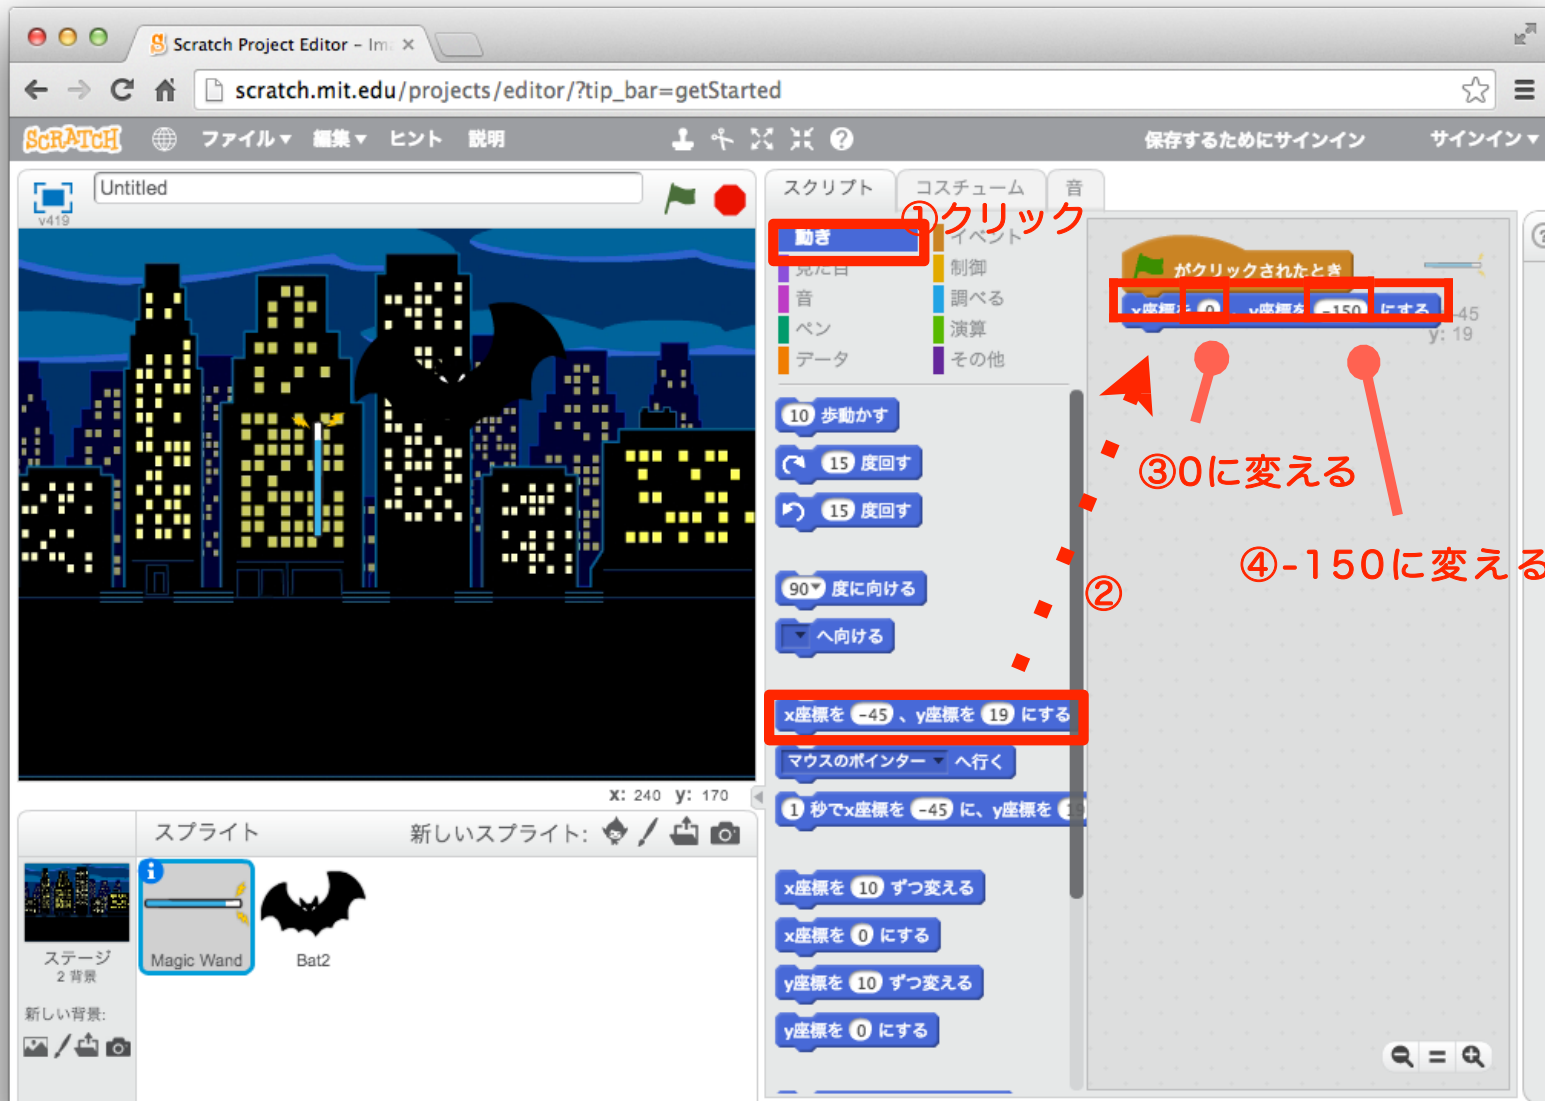 Scratch Project Editor – Im
scratch.mit.edu/projects/editor/?tip_bar=getStarted
SCRATCH ファイル▼ 編集▼ ヒント 説明 保存するためにサインイン サインイン▼
Untitled
v419
スクリプト コスチューム 音
①クリック
動き イベント
見た目 制御
音 調べる
ペン 演算
データ その他
がクリックされたとき
x座標を 0 、y座標を -150 にする
-45
y: 19
10 歩動かす
15 度回す
15 度回す
90▼ 度に向ける
へ向ける
③0に変える
④-150に変える
②
x座標を -45 、y座標を 19 にする
マウスのポインター へ行く
1 秒でx座標を -45 に、y座標を 19
x座標を 10 ずつ変える
x座標を 0 にする
y座標を 10 ずつ変える
y座標を 0 にする
x: 240 y: 170
スプライト 新しいスプライト:
Magic Wand
Bat2
ステージ
2 背景
新しい背景: